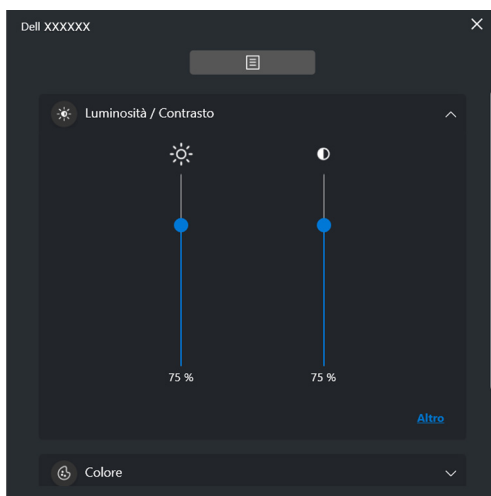 Dell XXXXXX
Luminosità / Contrasto
75 %
75 %
Altro
Colore